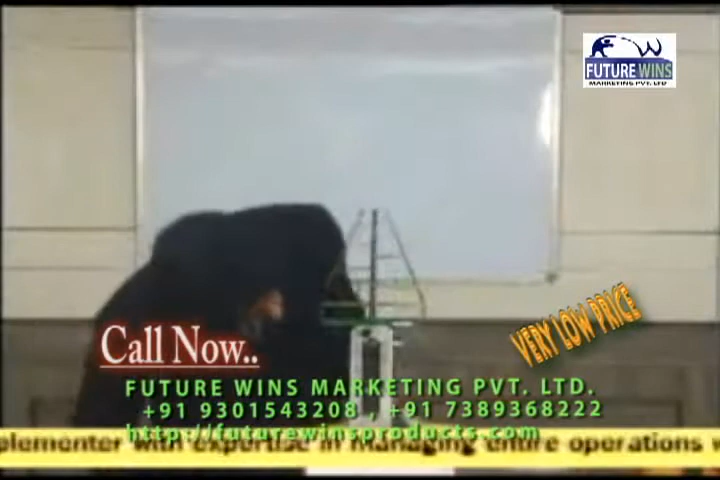 FUTURE WINS
MARKETING PVT. LTD
VERY LOW PRICE
Call Now..
FUTURE WINS MARKETING PVT. LTD.
+91 9301543208 , +91 7389368222
http://futurewinsproducts.com
plementer with expertise in Managing entire operations